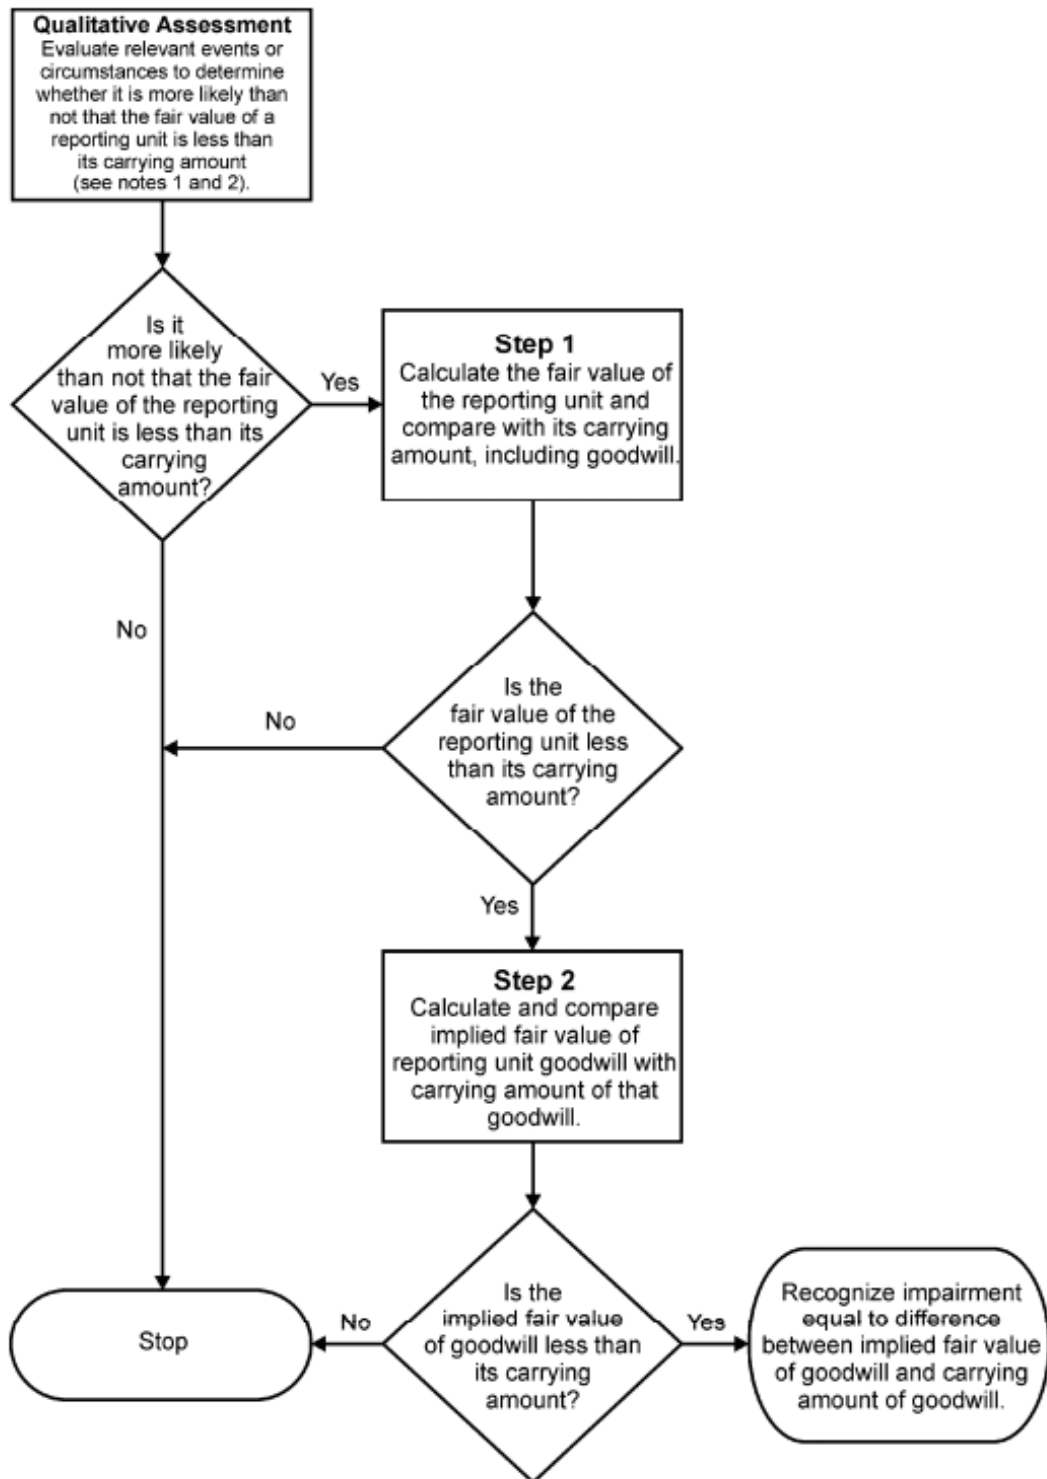 Qualitative Assessment
Evaluate relevant events or
circumstances to determine
whether it is more likely than
not that the fair value of a
reporting unit is less than
its carrying amount
(see notes 1 and 2).
Is it
more likely
than not that the fair
value of the reporting
unit is less than its
carrying
amount?
Yes
Step 1
Calculate the fair value of
the reporting unit and
compare with its carrying
amount, including goodwill.
No
Is the
fair value of the
reporting unit less
than its carrying
amount?
No
Yes
Step 2
Calculate and compare
implied fair value of
reporting unit goodwill with
carrying amount of that
goodwill.
Is the
implied fair value
of goodwill less than
its carrying
amount?
No
Stop
Yes
Recognize impairment
equal to difference
between implied fair value
of goodwill and carrying
amount of goodwill.